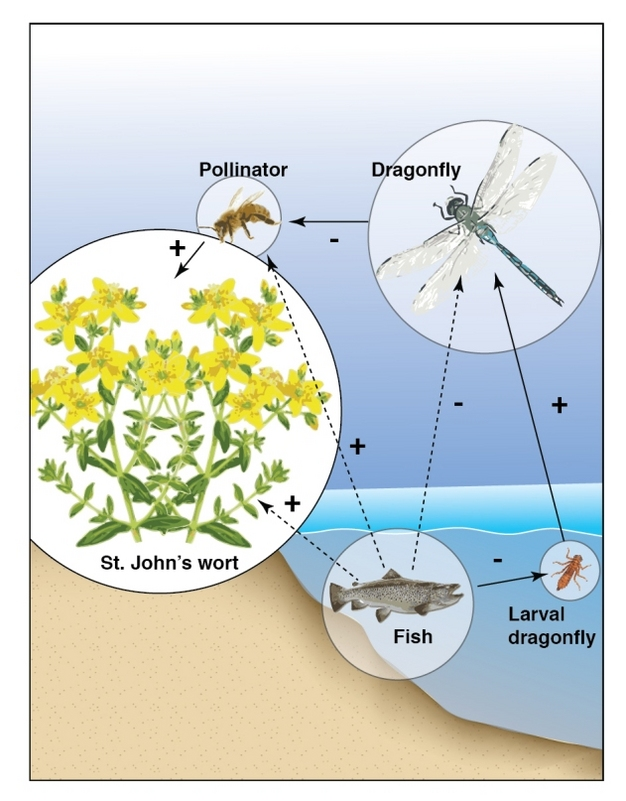 Pollinator
Dragonfly
+
-
-
+
+
+
-
St. John's wort
Fish
Larval
dragonfly